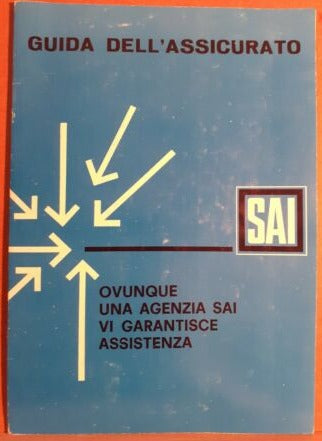 GUIDA DELL'ASSICURATO
SAI
OVUNQUE
UNA AGENZIA SAI
VI GARANTISCE
ASSISTENZA